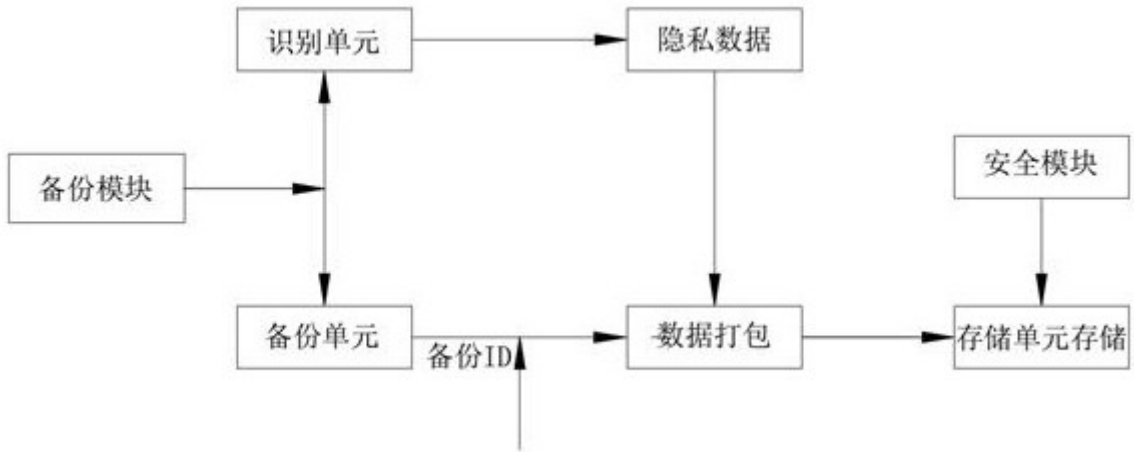 识别单元
隐私数据
备份模块
安全模块
备份单元
备份ID
数据打包
存储单元存储